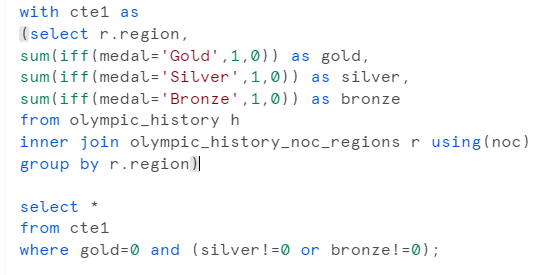 with cte1 as
(select r.region,
sum(iff(medal='Gold',1,0)) as gold,
sum(iff(medal='Silver',1,0)) as silver,
sum(iff(medal='Bronze',1,0)) as bronze
from olympic_history h
inner join olympic_history_noc_regions r using(noc)
group by r.region)
select *
from cte1
where gold=0 and (silver!=0 or bronze!=0);